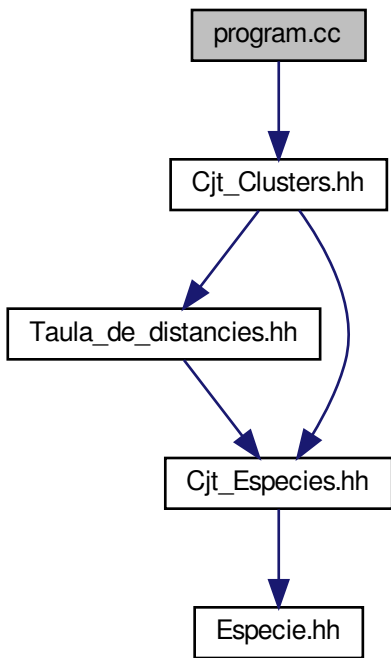 program.cc
Cjt_Clusters.hh
Taula_de_distancies.hh
Cjt_Especies.hh
Especie.hh